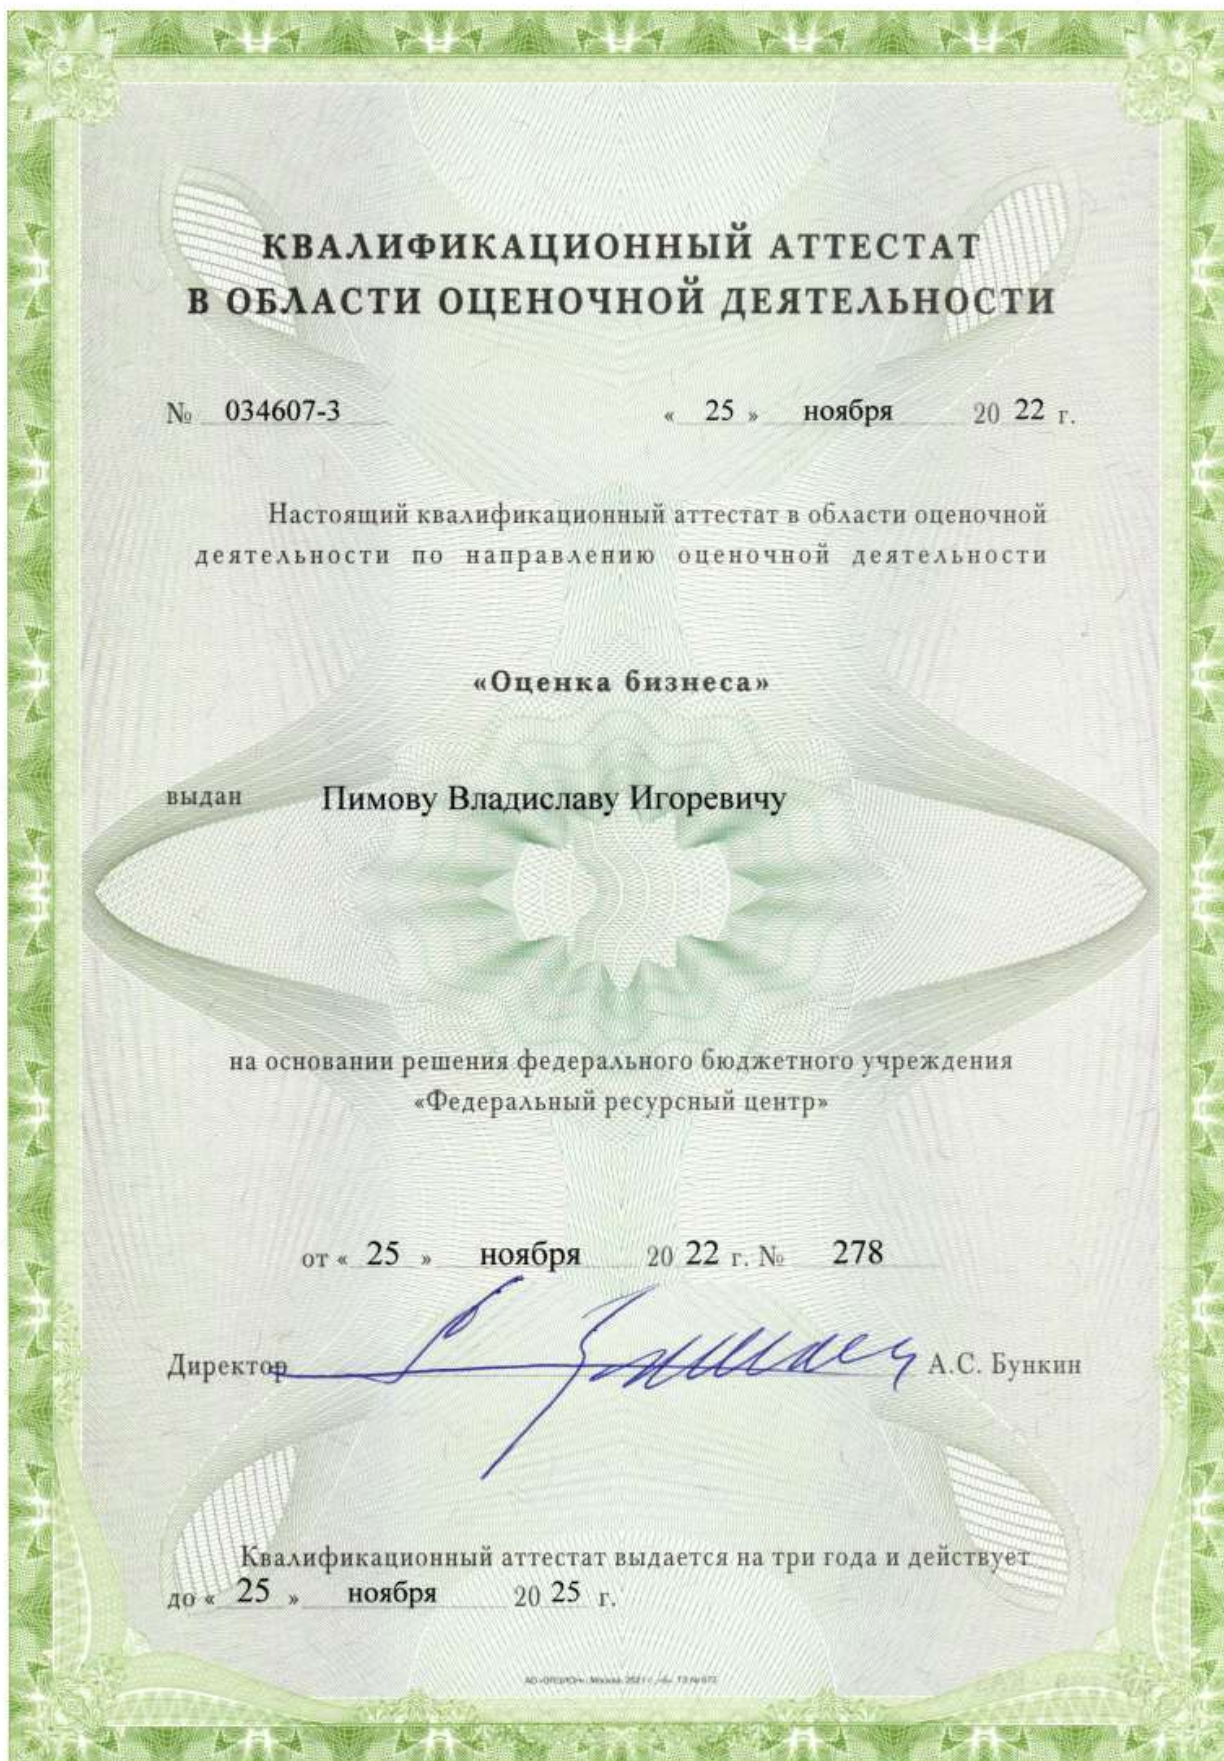 КВАЛИФИКАЦИОННЫЙ АТТЕСТАТ
В ОБЛАСТИ ОЦЕНОЧНОЙ ДЕЯТЕЛЬНОСТИ
№ 034607-3 « 25 » ноября 20 22 г.
Настоящий квалификационный аттестат в области оценочной
деятельности по направлению оценочной деятельности
«Оценка бизнеса»
выдан Пимову Владиславу Игоревичу
на основании решения федерального бюджетного учреждения
«Федеральный ресурсный центр»
от « 25 » ноября 20 22 г. № 278
Директор А.С. Бункин
Квалификационный аттестат выдается на три года и действует
до « 25 » ноября 20 25 г.